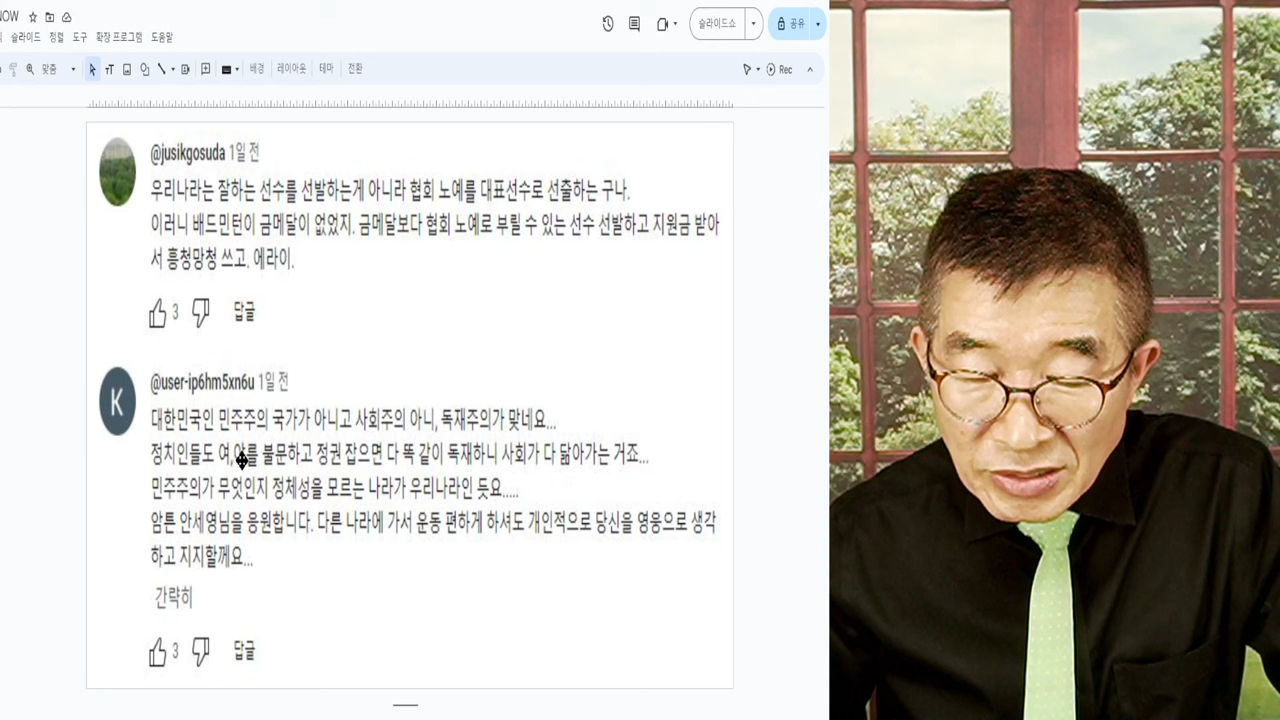 NOW
슬라이드 정렬 도구 확장 프로그램 도움말
슬라이드쇼
공유
맞춤
배경 레이아웃 테마 전환
Rec
@jusikgosuda 1일 전
우리나라는 잘하는 선수를 선발하는게 아니라 협회 노예를 대표선수로 선출하는 구나.
이러니 배드민턴이 금메달이 없었지. 금메달보다 협회 노예로 부릴 수 있는 선수 선발하고 지원금 받아
서 흥청망청 쓰고. 에라이.
3 답글
K
@user-ip6hm5xn6u 1일 전
대한민국인 민주주의 국가가 아니고 사회주의 아니, 독재주의가 맞네요...
정치인들도 여,야를 불문하고 정권 잡으면 다 똑 같이 독재하니 사회가 다 닮아가는 거죠...
민주주의가 무엇인지 정체성을 모르는 나라가 우리나라인 듯요.....
암튼 안세영님을 응원합니다. 다른 나라에 가서 운동 편하게 하셔도 개인적으로 당신을 영웅으로 생각
하고 지지할께요...
간략히
3 답글